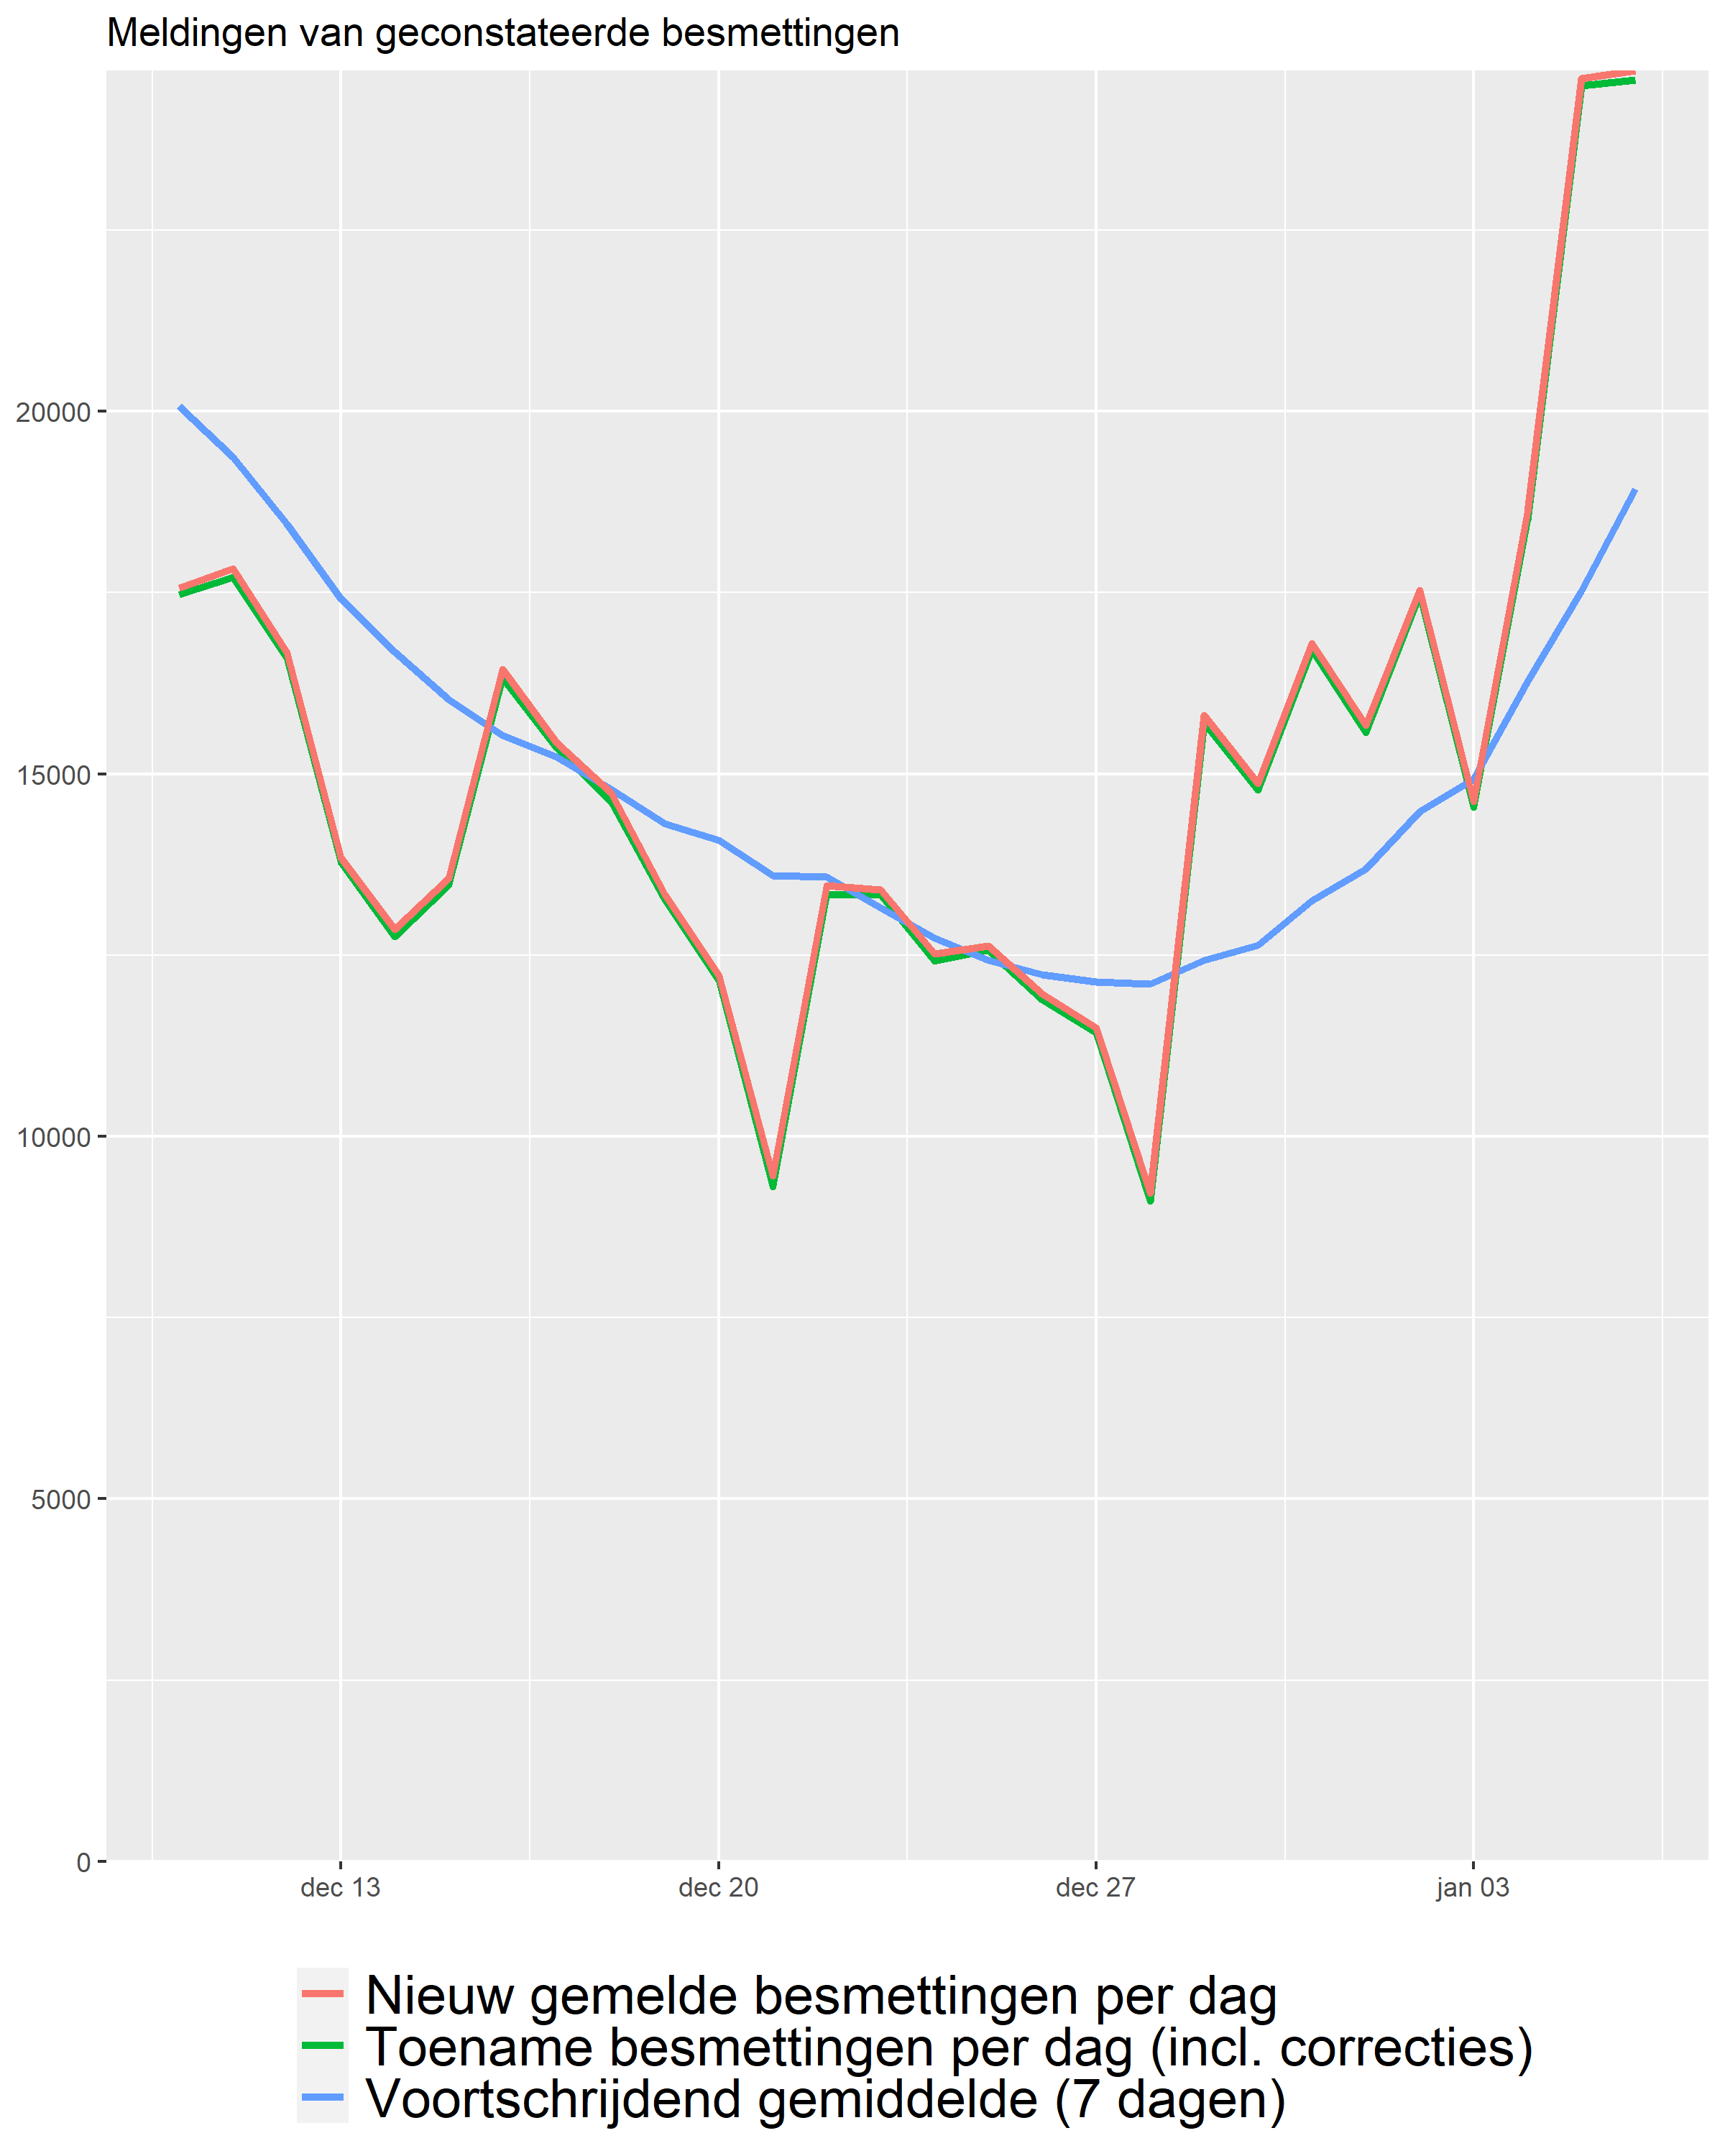 Meldingen van geconstateerde besmettingen
20000
15000
10000
5000
0
dec 13
dec 20
dec 27
jan 03
Nieuw gemelde besmettingen per dag
Toename besmettingen per dag (incl. correcties)
Voortschrijdend gemiddelde (7 dagen)